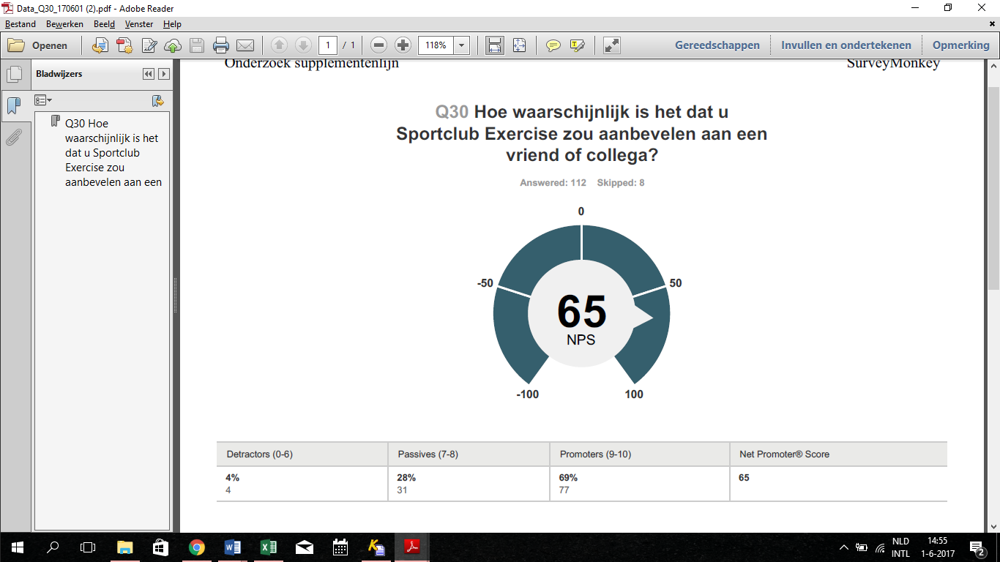 Data_Q30_170601 (2).pdf - Adobe Reader
Bestand Bewerken Beeld Venster Help
Openen 1 / 1 118% Gereedschappen Invullen en ondertekenen Opmerking
Bladwijzers
Q30 Hoe
waarschijnlijk is het
dat u Sportclub
Exercise zou
aanbevelen aan een
Onderzoek supplementenlijn SurveyMonkey
Q30 Hoe waarschijnlijk is het dat u
Sportclub Exercise zou aanbevelen aan een
vriend of collega?
Answered: 112 Skipped: 8
0
-50 50
65
NPS
-100 100
Detractors (0-6) Passives (7-8) Promoters (9-10) Net Promoter® Score
4% 28% 69% 65
4 31 77
NLD 14:55
INTL 1-6-2017
2